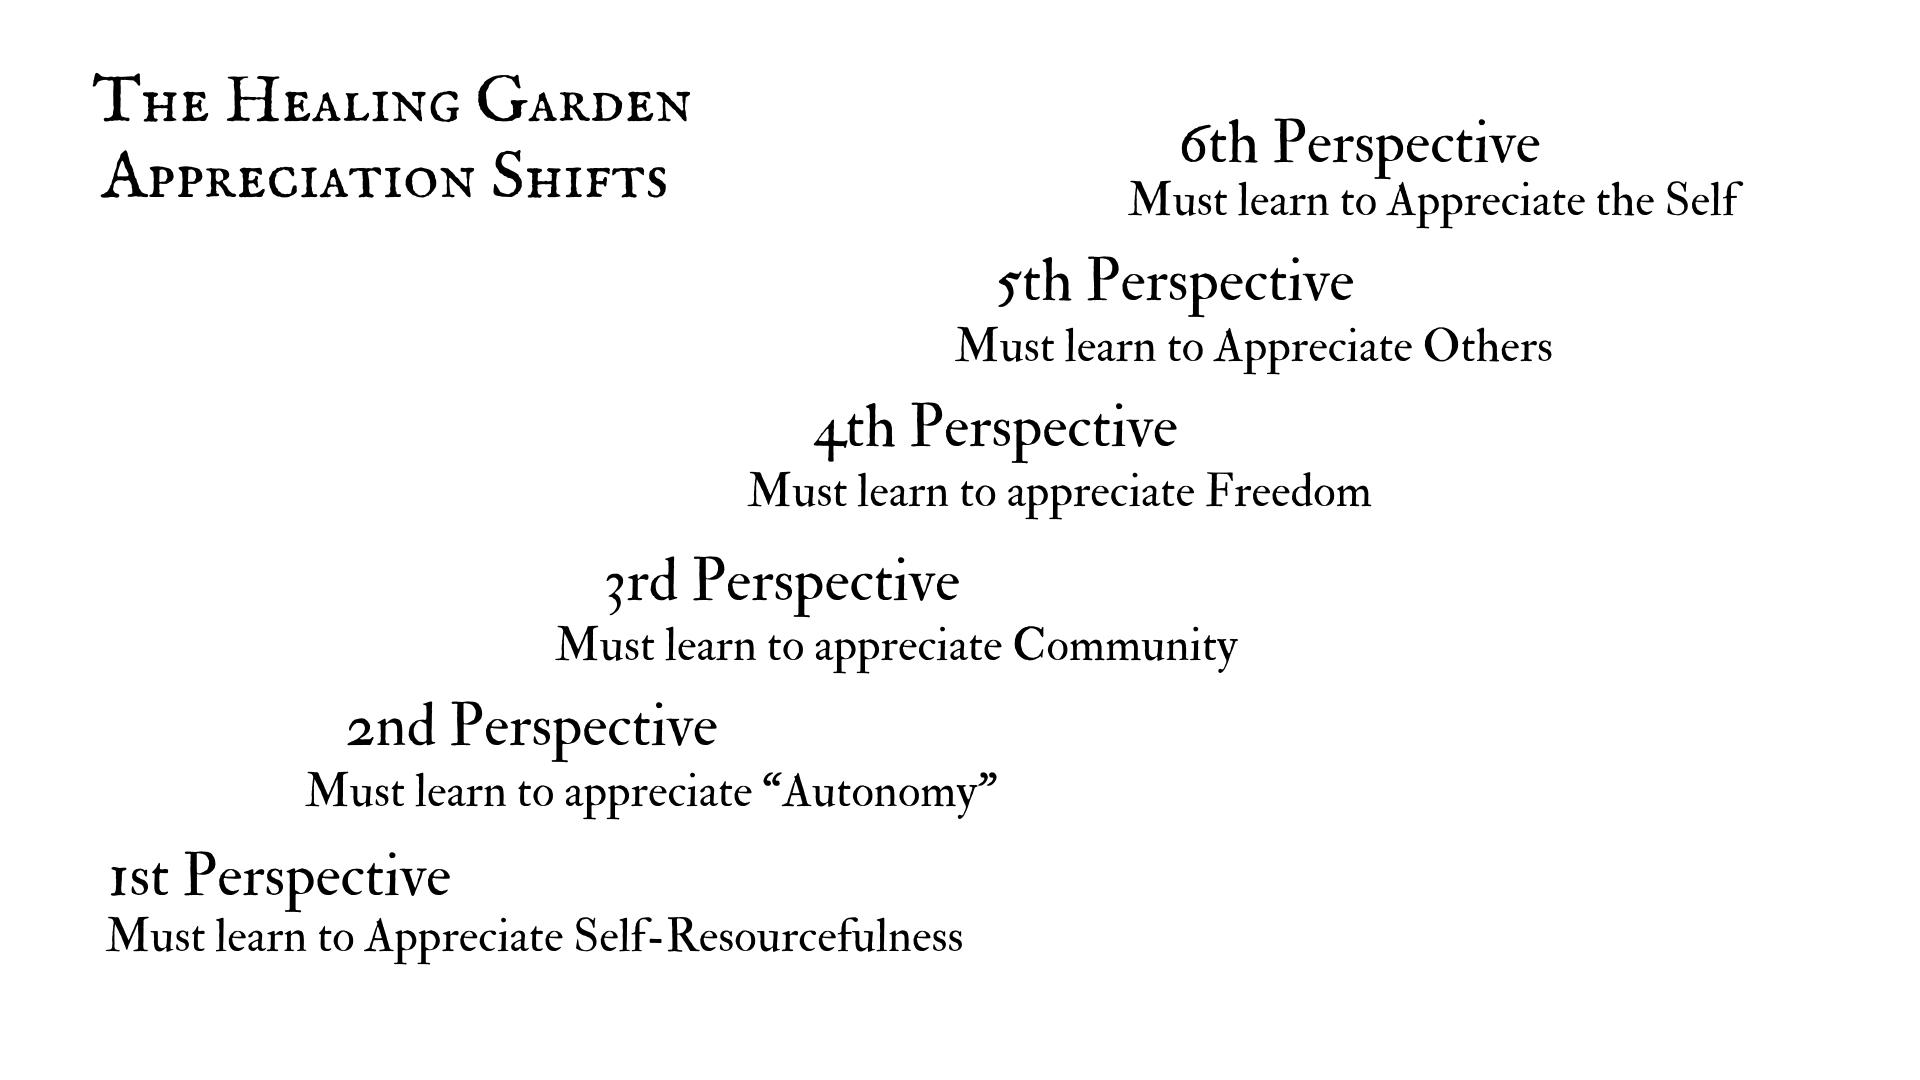 The Healing Garden
Appreciation Shifts
6th Perspective
Must learn to Appreciate the Self
5th Perspective
Must learn to Appreciate Others
4th Perspective
Must learn to appreciate Freedom
3rd Perspective
Must learn to appreciate Community
2nd Perspective
Must learn to appreciate “Autonomy”
1st Perspective
Must learn to Appreciate Self-Resourcefulness